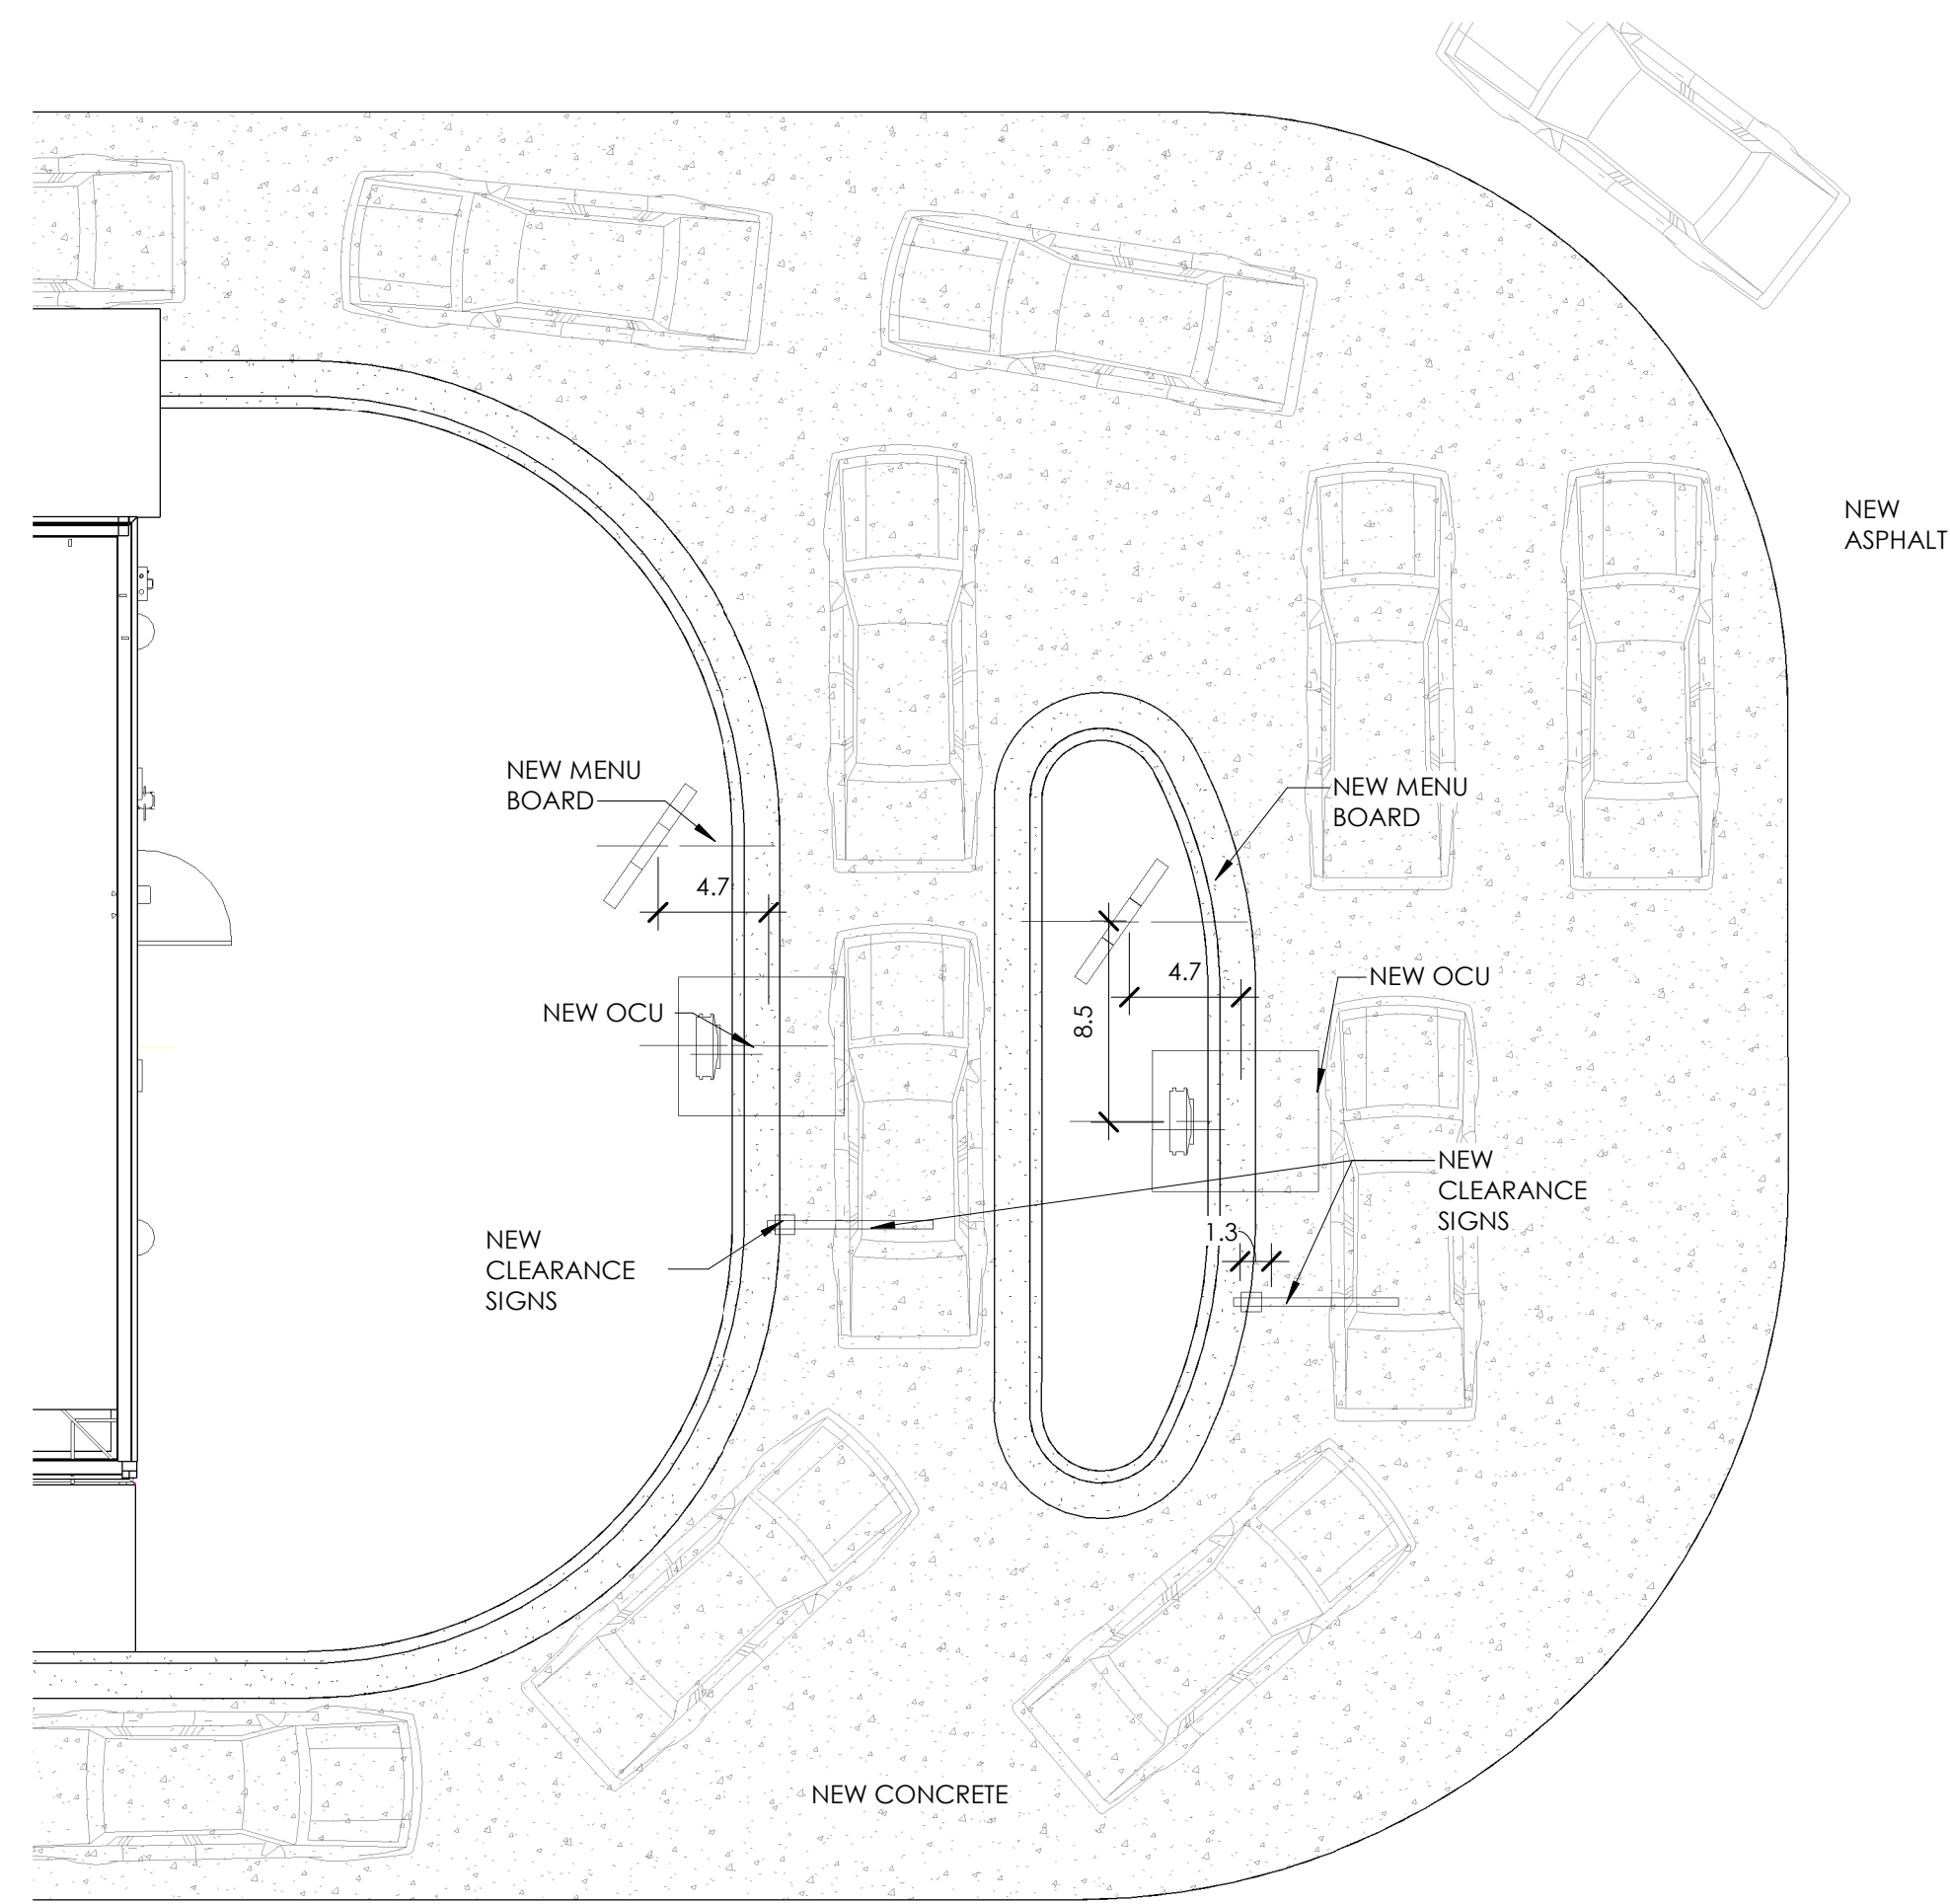 NEW
ASPHALT
NEW MENU
BOARD
NEW MENU
BOARD
4.7
4.7
NEW OCU
NEW OCU
8.5
NEW
CLEARANCE
SIGNS
1.3
NEW
CLEARANCE
SIGNS
NEW CONCRETE